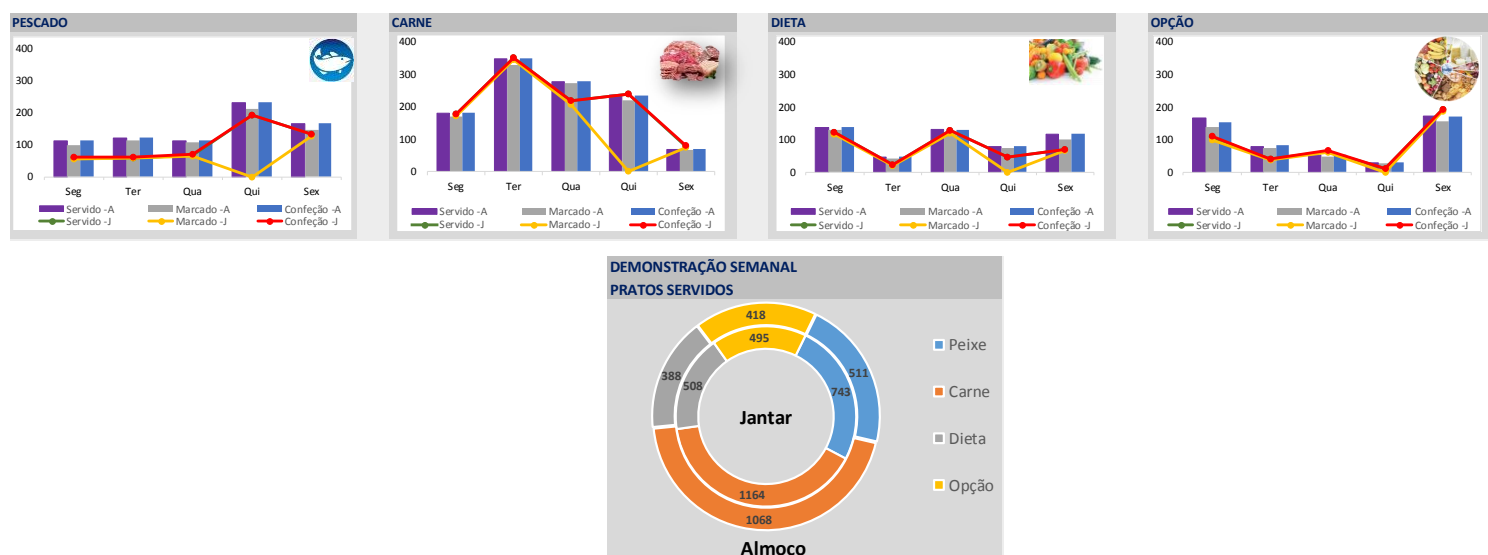 PESCADO
400
300
200
100
0
Seg Ter Qua Qui Sex
Servido -A Marcado -A Confeção -A
Servido -J Marcado -J Confeção -J
CARNE
400
300
200
100
0
Seg Ter Qua Qui Sex
Servido -A Marcado -A Confeção -A
Servido -J Marcado -J Confeção -J
DIETA
400
300
200
100
0
Seg Ter Qua Qui Sex
Servido -A Marcado -A Confeção -A
Servido -J Marcado -J Confeção -J
OPÇÃO
400
300
200
100
0
Seg Ter Qua Qui Sex
Servido -A Marcado -A Confeção -A
Servido -J Marcado -J Confeção -J
DEMONSTRAÇÃO SEMANAL
PRATOS SERVIDOS
418
495
388
508
511
743
Jantar
1164
1068
Almoço
Peixe
Carne
Dieta
Opção